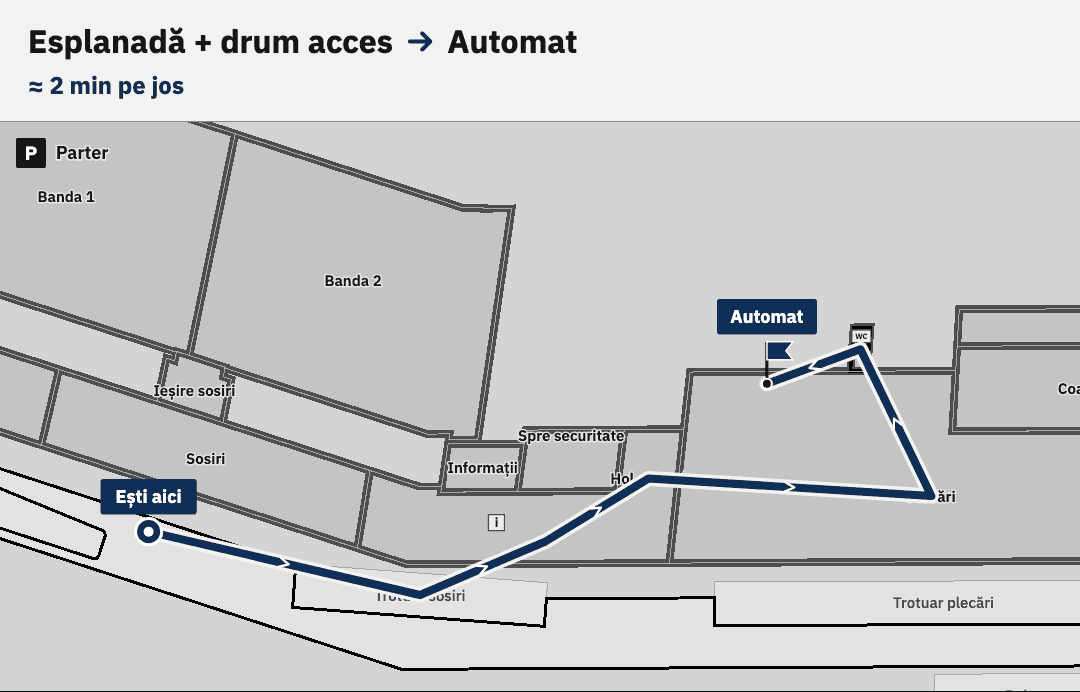 Esplanadă + drum acces → Automat
≈ 2 min pe jos
P Parter
Banda 1
Banda 2
Automat
WC
Ieșire sosiri
Spre securitate
Sosiri
Informații
Ești aici
i
sosiri
Trotuar plecări